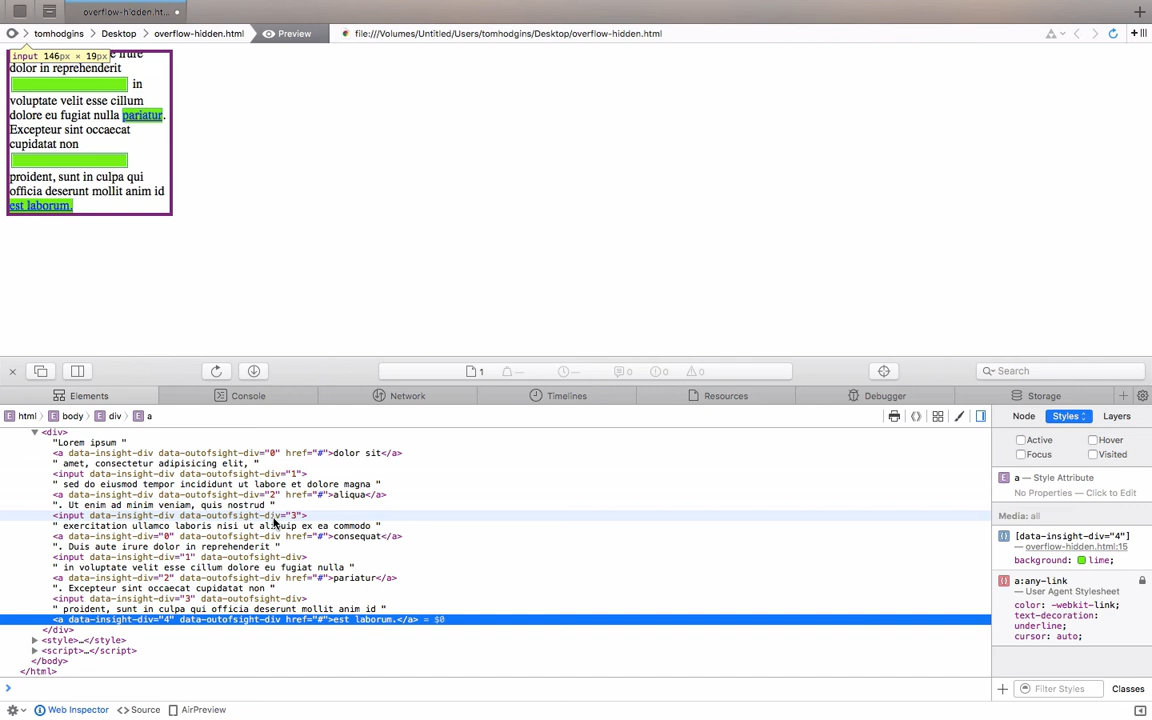 overflow-hidden.ht...
tomhodgins Desktop overflow-hidden.html Preview file:///Volumes/Untitled/Users/tomhodgins/Desktop/overflow-hidden.html
input 146px × 19px
e irure
dolor in reprehenderit
in
voluptate velit esse cillum
dolore eu fugiat nulla pariatur.
Excepteur sint occaecat
cupidatat non
proident, sunt in culpa qui
officia deserunt mollit anim id
est laborum.
1 — — 0 0 0 Search
Elements Console Network Timelines Resources Debugger Storage
E html E body E div E a
Node Styles Layers
<div>
"Lorem ipsum "
<a data-insight-div data-outofsight-div="0" href="#">dolor sit</a>
" amet, consectetur adipisicing elit, "
<input data-insight-div data-outofsight-div="1">
" sed do eiusmod tempor incididunt ut labore et dolore magna "
<a data-insight-div data-outofsight-div="2" href="#">aliqua</a>
". Ut enim ad minim veniam, quis nostrud "
<input data-insight-div data-outofsight-div="3">
" exercitation ullamco laboris nisi ut aliquip ex ea commodo "
<a data-insight-div="0" data-outofsight-div href="#">consequat</a>
". Duis aute irure dolor in reprehenderit "
<input data-insight-div="1" data-outofsight-div>
" in voluptate velit esse cillum dolore eu fugiat nulla "
<a data-insight-div="2" data-outofsight-div href="#">pariatur</a>
". Excepteur sint occaecat cupidatat non "
<input data-insight-div="3" data-outofsight-div>
" proident, sunt in culpa qui officia deserunt mollit anim id "
<a data-insight-div="4" data-outofsight-div href="#">est laborum.</a> = $0
</div>
<style>…</style>
<script>…</script>
</body>
</html>
Active Hover
Focus Visited
a — Style Attribute
No Properties — Click to Edit
Media: all
[data-insight-div="4"]
— overflow-hidden.html:15
background: lime;
a:any-link
— User Agent Stylesheet
color: -webkit-link;
text-decoration:
underline;
cursor: auto;
Filter Styles Classes
Web Inspector Source AirPreview